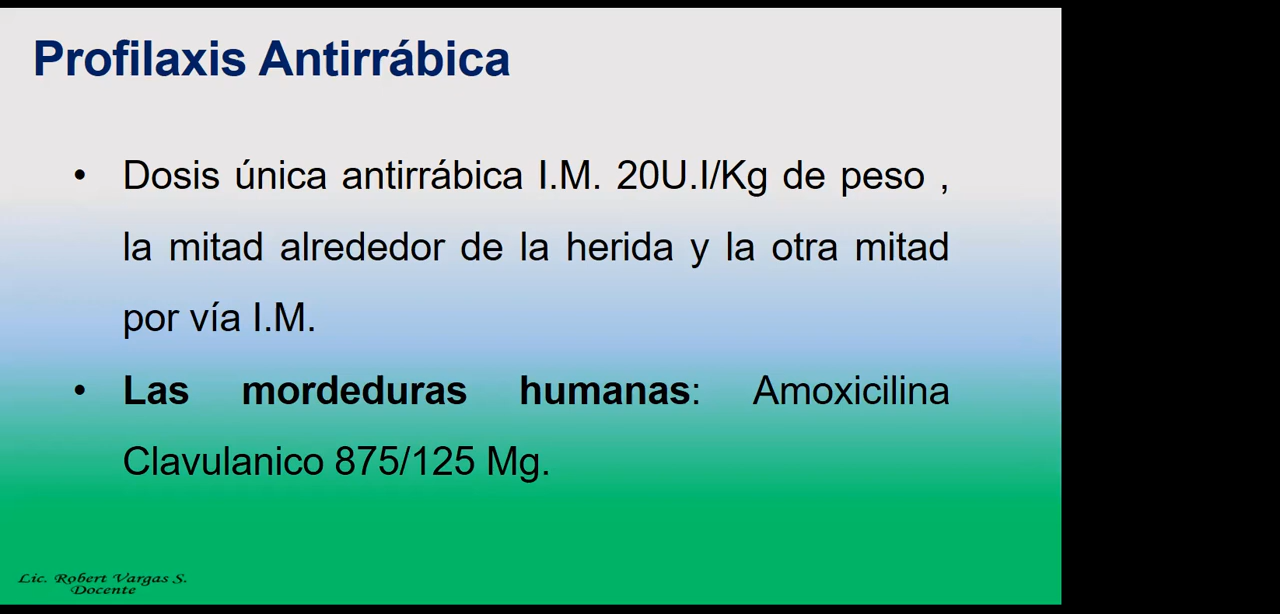 Profilaxis Antirrábica
• Dosis única antirrábica I.M. 20U.I/Kg de peso ,
la mitad alrededor de la herida y la otra mitad
por vía I.M.
• Las mordeduras humanas: Amoxicilina
Clavulanico 875/125 Mg.
Lic. Robert Vargas S.
Docente